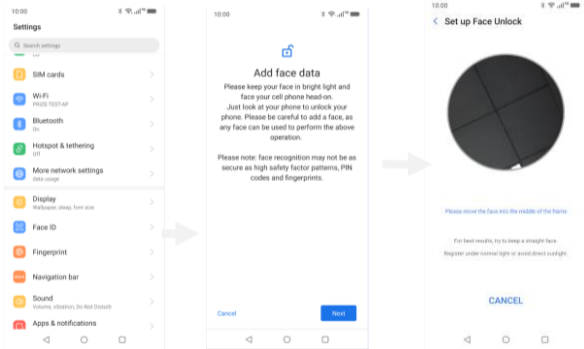 10:00
Settings
Search settings
SIM cards
Wi-Fi
PRIZE-TEST-AP
Bluetooth
On
Hotspot & tethering
Off
More network settings
data usage
Display
Wallpaper, sleep, font size
Face ID
Fingerprint
Navigation bar
Sound
Volume, vibration, Do Not Disturb
Apps & notifications
10:00
Add face data
Please keep your face in bright light and
face your cell phone head-on.
Just look at your phone to unlock your
phone. Please be careful to add a face, as
any face can be used to perform the above
operation.
Please note: face recognition may not be as
secure as high safety factor patterns, PIN
codes and fingerprints.
Cancel
Next
10:00
Set up Face Unlock
Please move the face into the middle of the frame
For best results, try to keep a straight face.
Register under normal light or avoid direct sunlight.
CANCEL